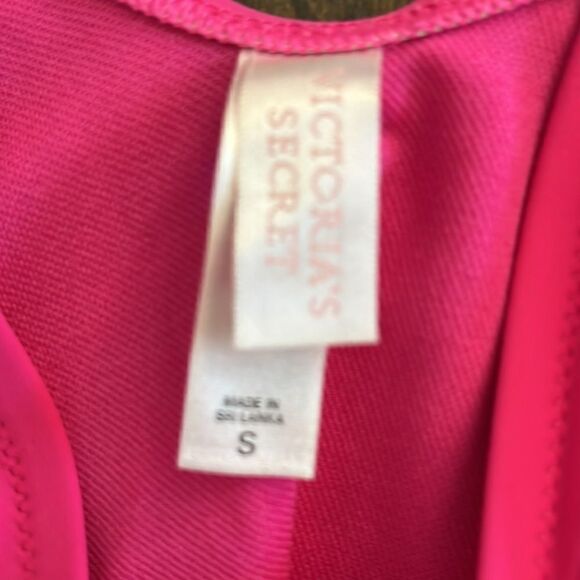 VICTORIA'S
SECRET
MADE IN
SRI LANKA
S